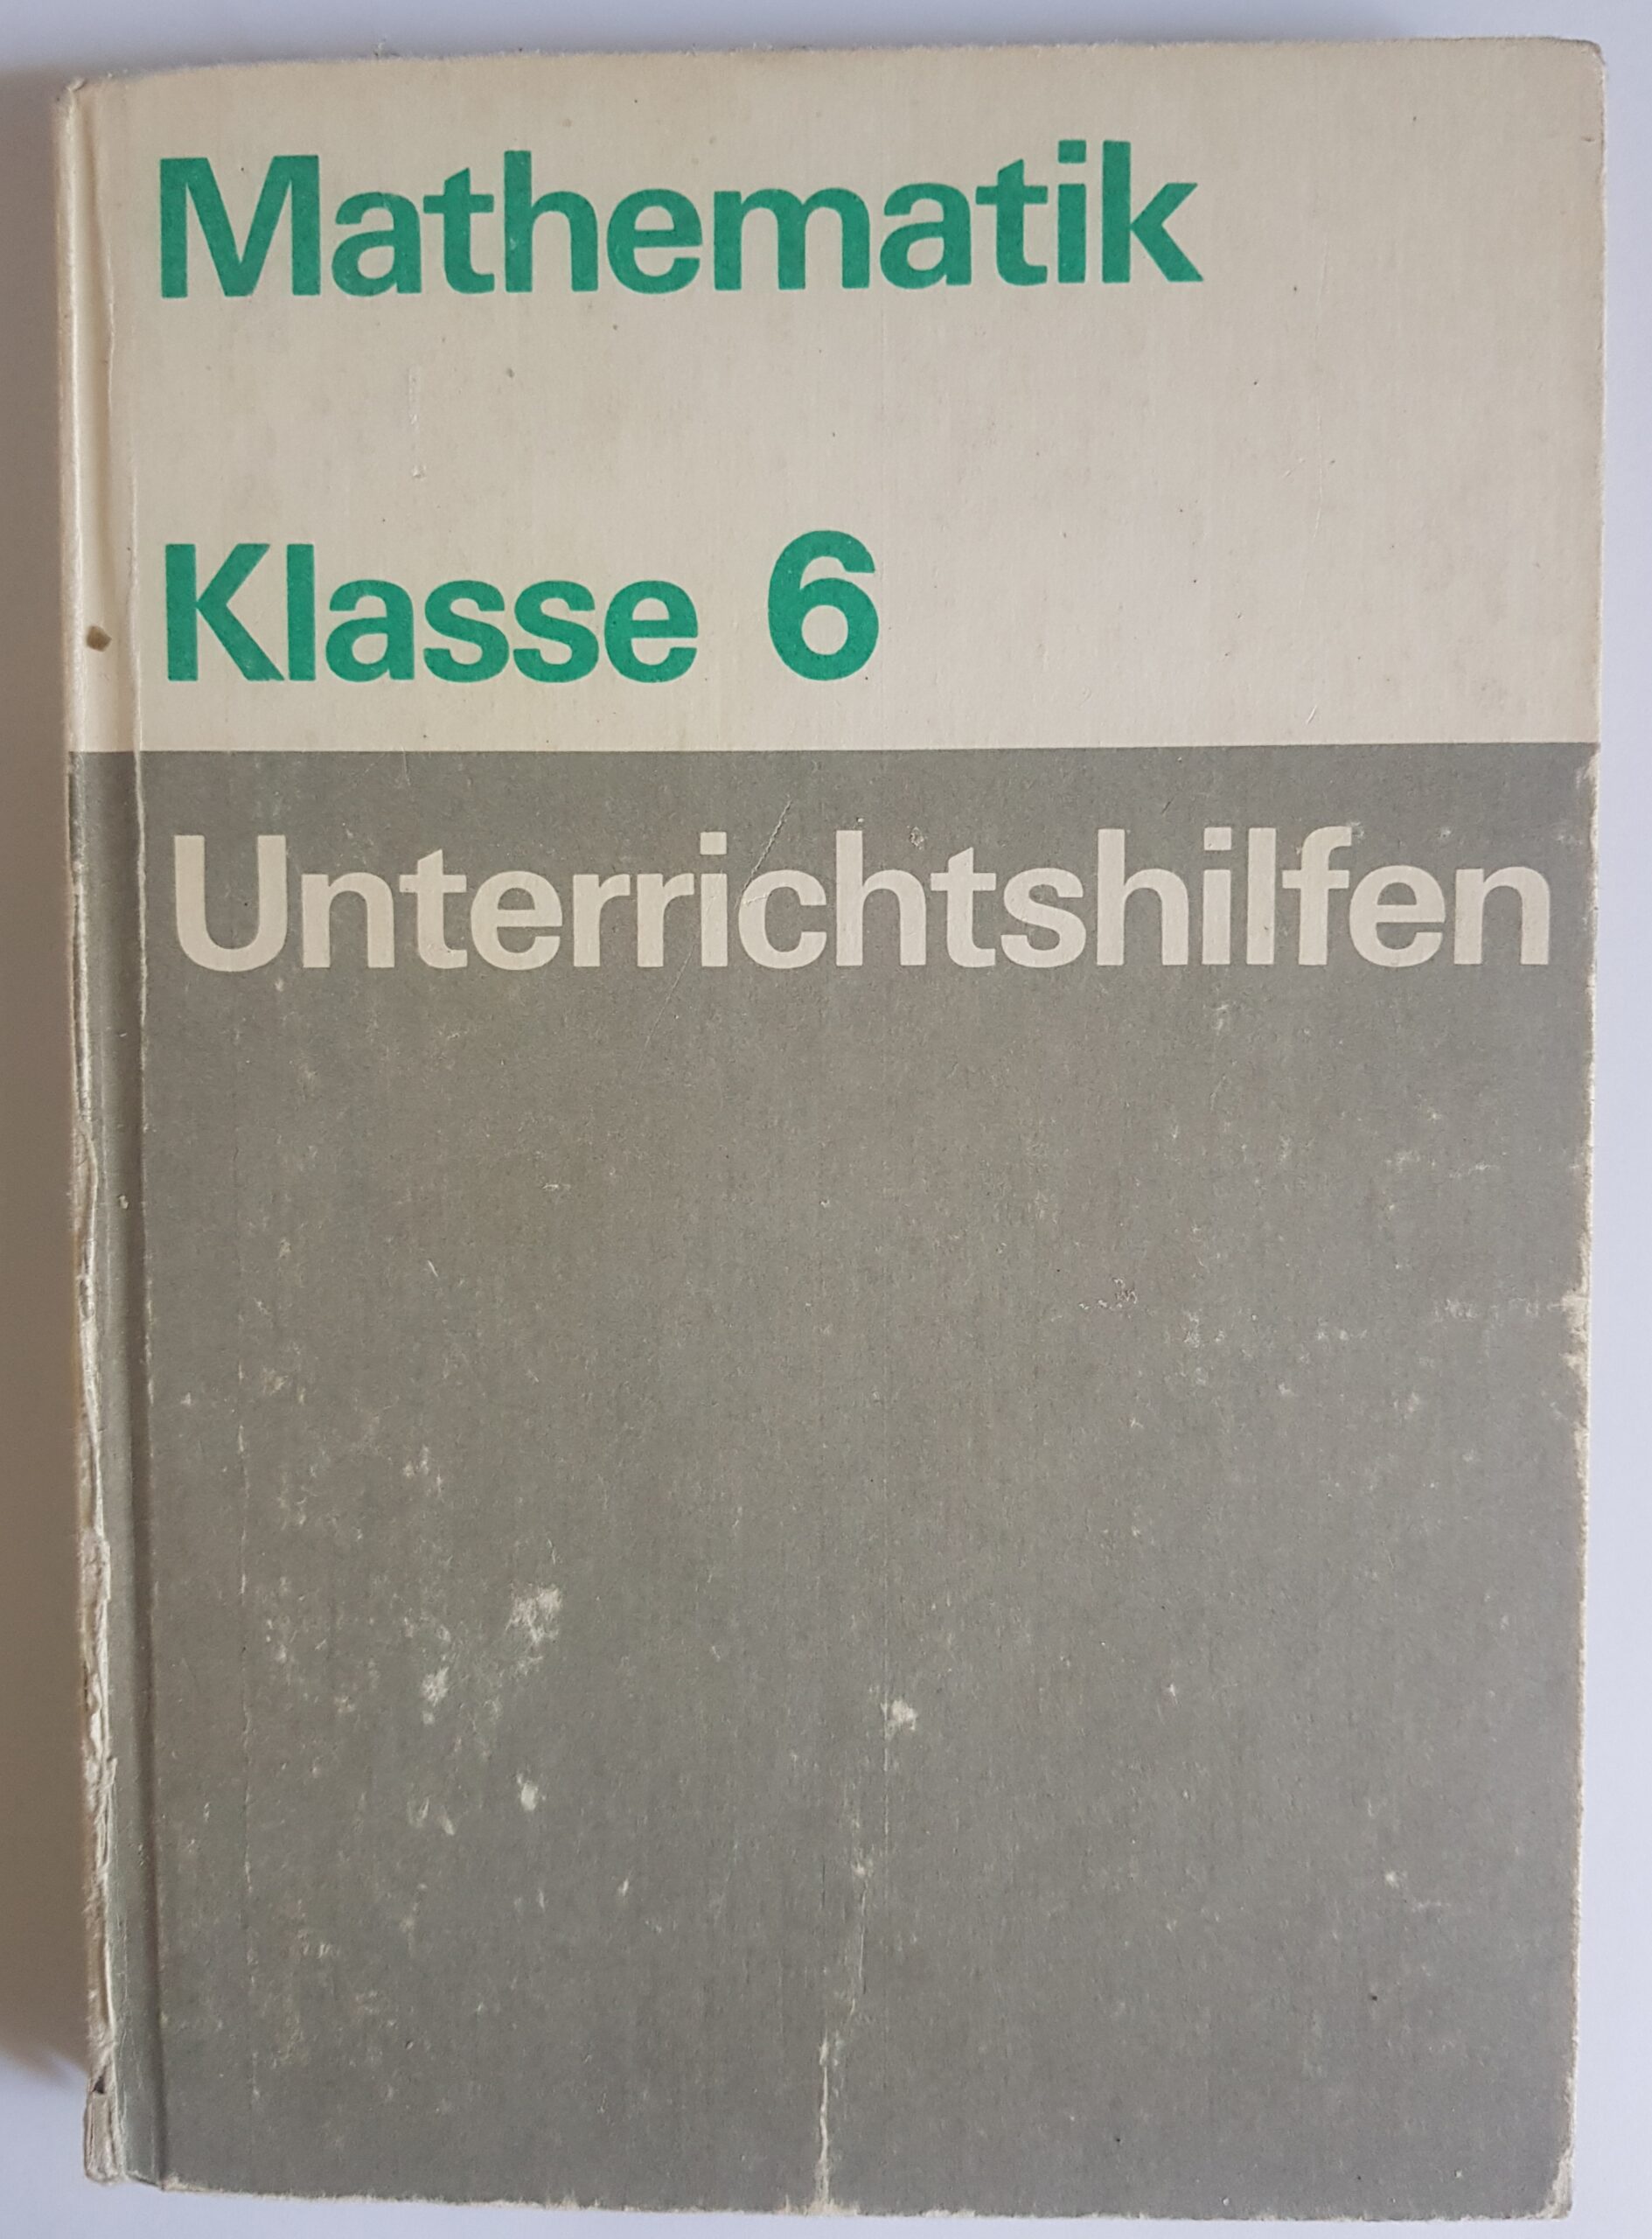 Mathematik
Klasse 6
Unterrichtshilfen